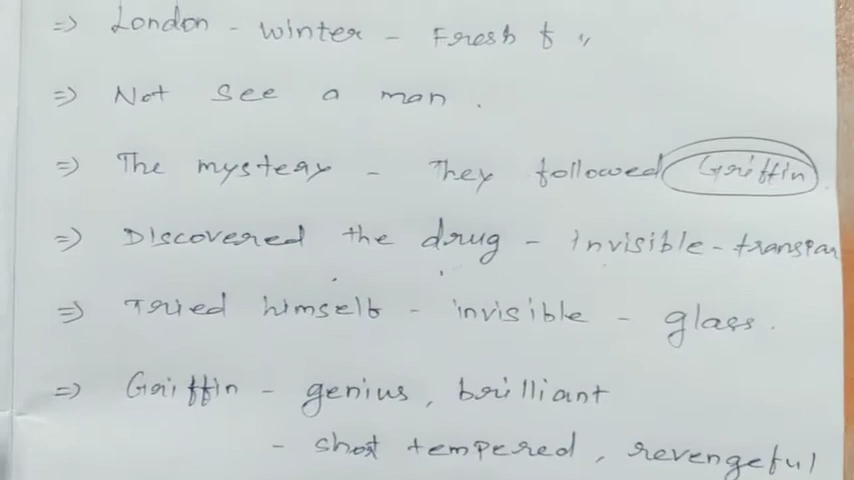 ⇒ London - winter - Fresh f "
⇒ Not see a man.
⇒ The mystery - They followed Griffin
⇒ Discovered the drug - invisible - transpar
⇒ Tried himself - invisible - glass.
⇒ Griffin - genius, brilliant
- short tempered, revengeful